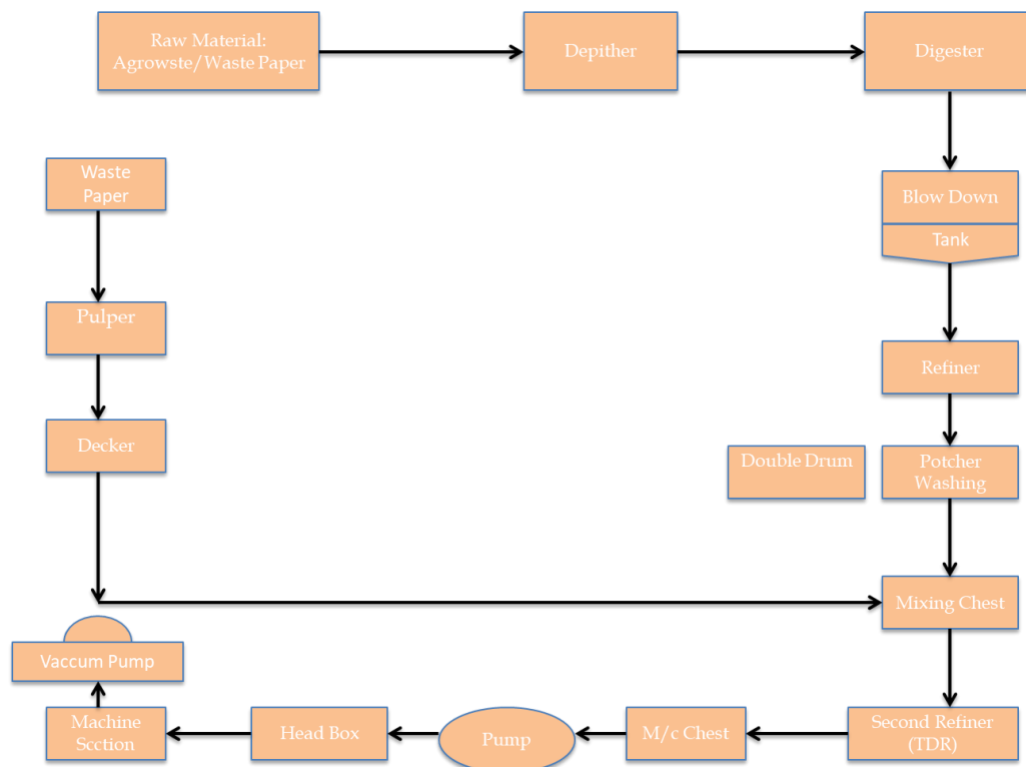 Raw Material:
Agrowste/Waste Paper
Depither
Digester
Waste
Paper
Blow Down
Tank
Pulper
Refiner
Decker
Double Drum
Potcher
Washing
Mixing Chest
Vaccum Pump
Machine
Scction
Head Box
Pump
M/c Chest
Second Refiner
(TDR)